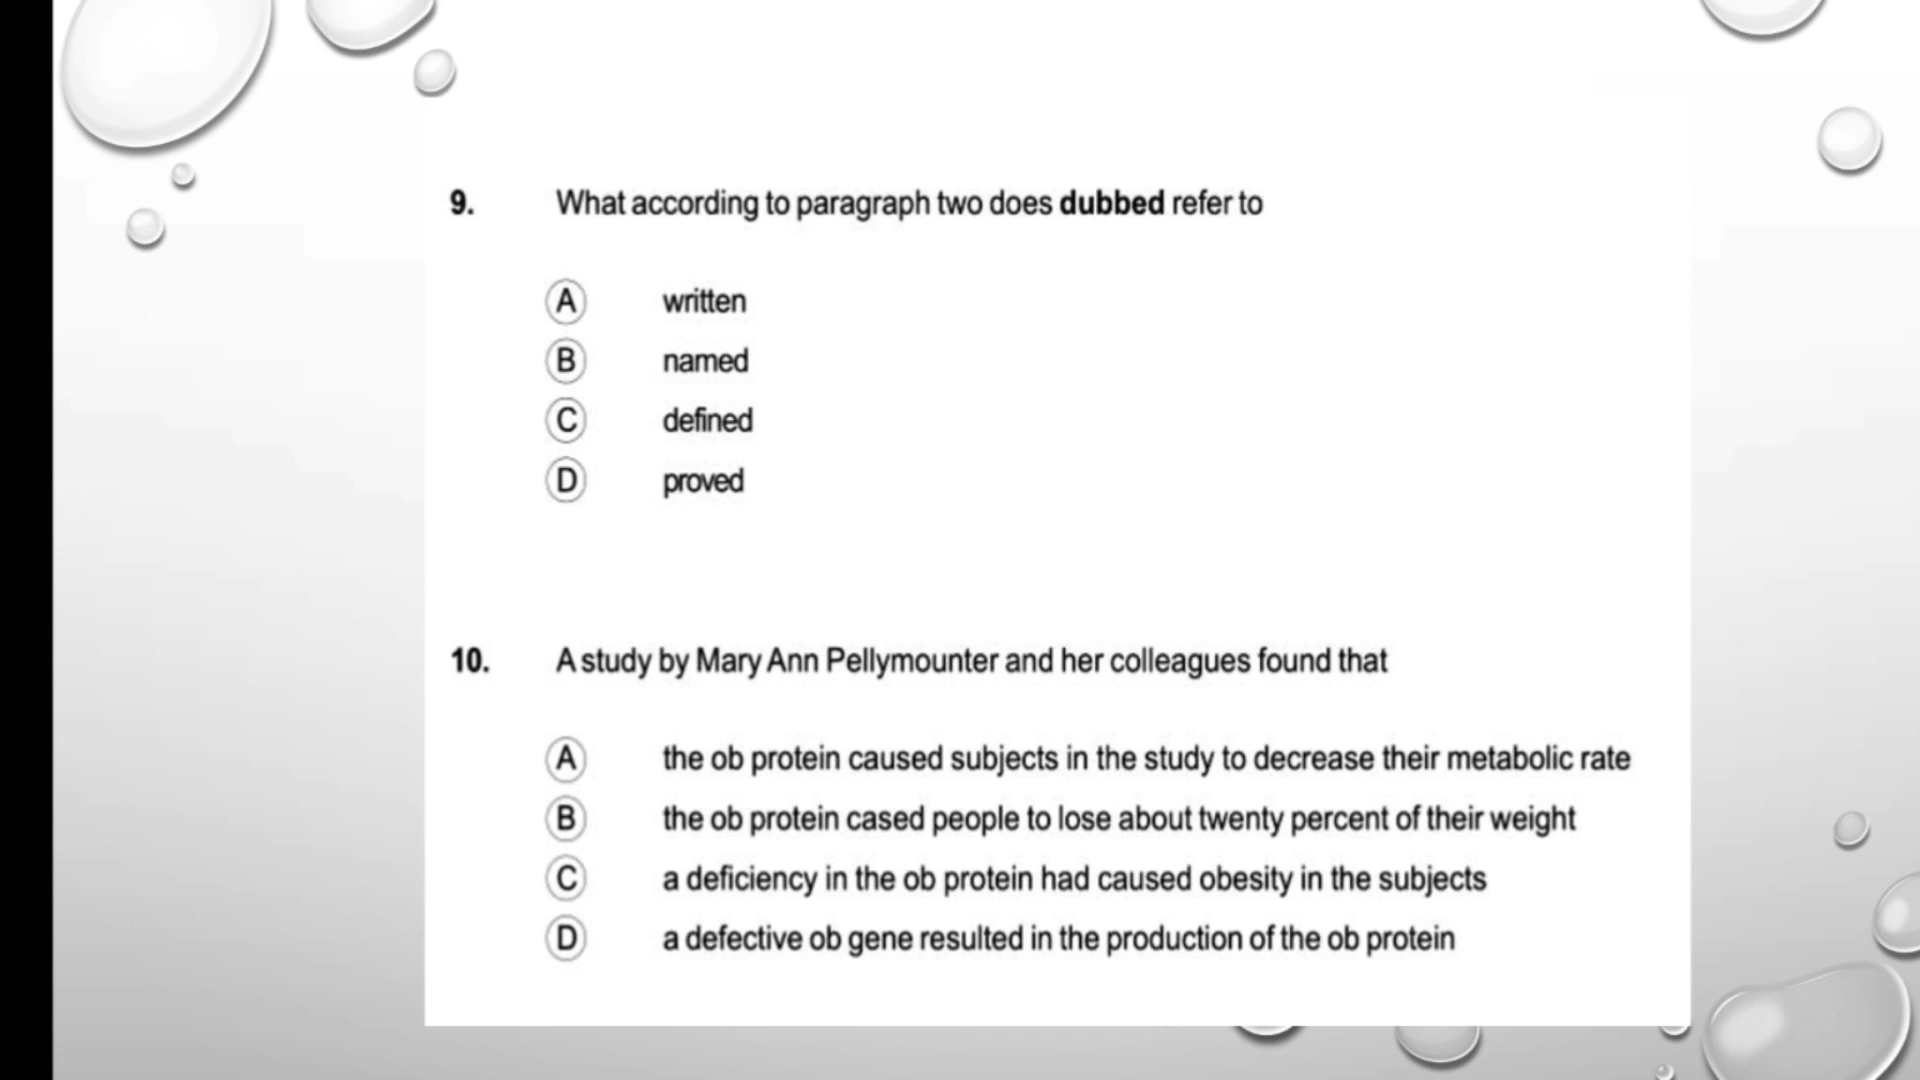 9. What according to paragraph two does dubbed refer to
A written
B named
C defined
D proved
10. A study by Mary Ann Pellymounter and her colleagues found that
A the ob protein caused subjects in the study to decrease their metabolic rate
B the ob protein cased people to lose about twenty percent of their weight
C a deficiency in the ob protein had caused obesity in the subjects
D a defective ob gene resulted in the production of the ob protein